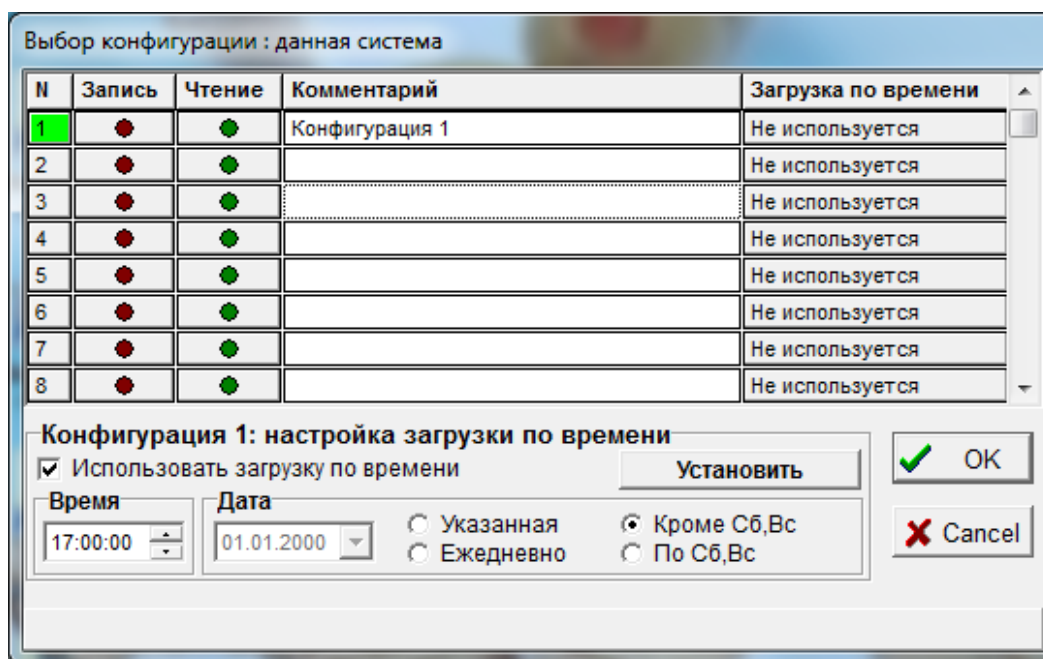 Выбор конфигурации : данная система
N Запись Чтение Комментарий Загрузка по времени
1 Конфигурация 1 Не используется
2 Не используется
3 Не используется
4 Не используется
5 Не используется
6 Не используется
7 Не используется
8 Не используется
Конфигурация 1: настройка загрузки по времени
Использовать загрузку по времени Установить OK
Время Дата
17:00:00 01.01.2000 Указанная Кроме Сб,Вс
Ежедневно По Сб,Вс Cancel